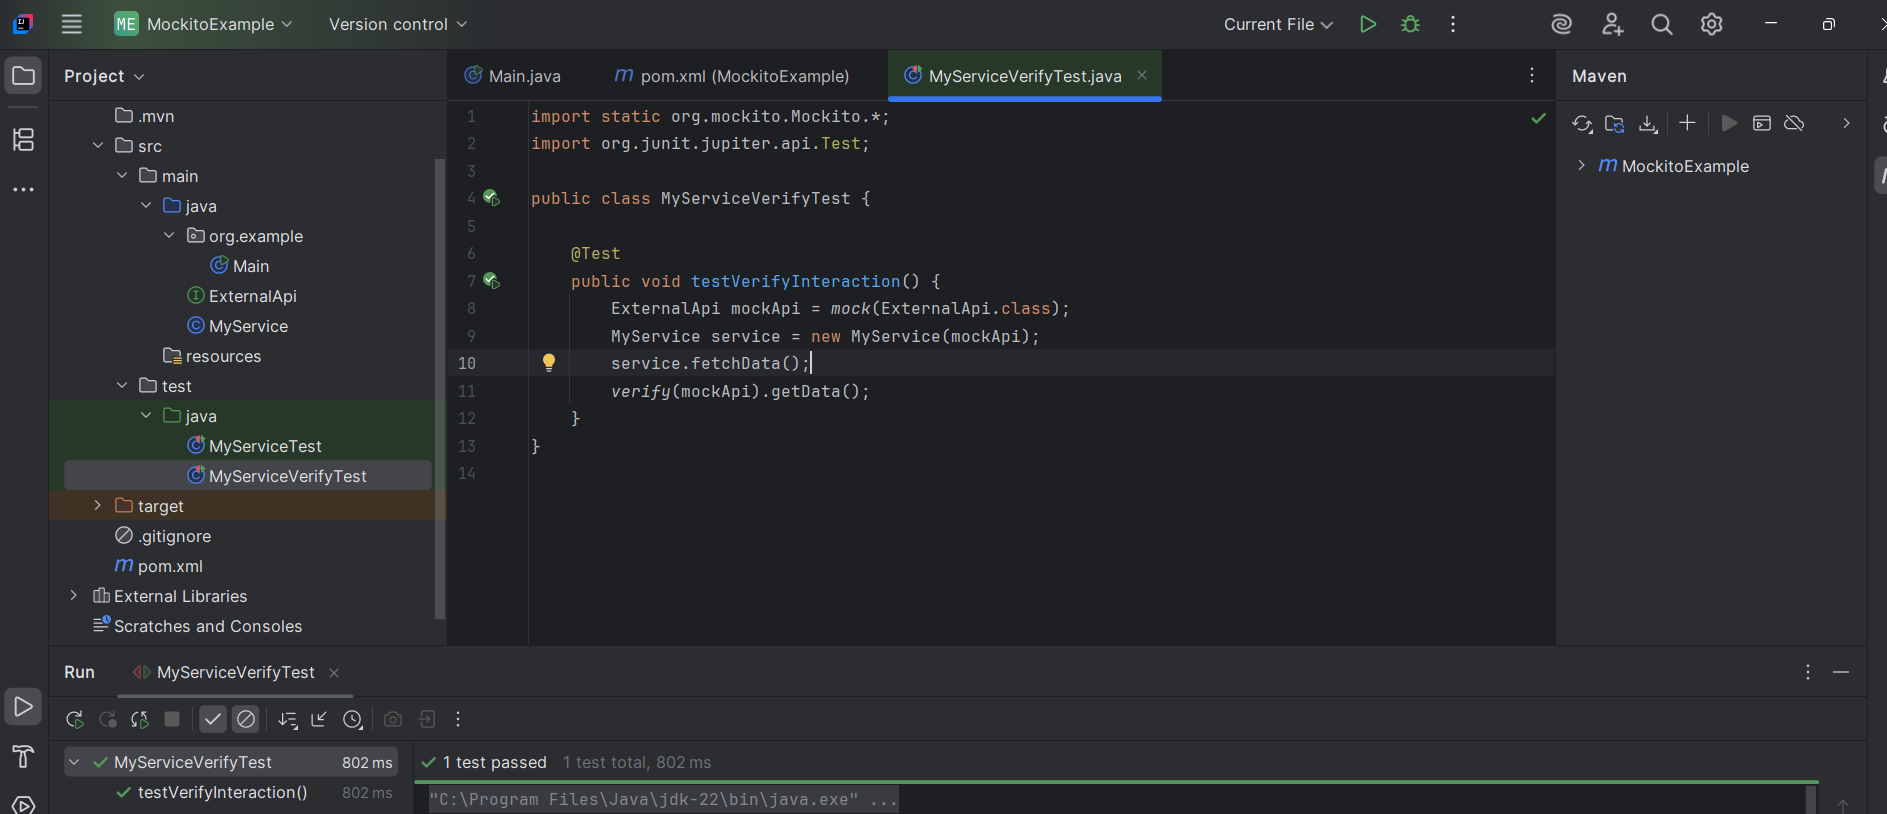 ME MockitoExample Version control Current File
Project
.mvn
src
main
java
org.example
Main
ExternalApi
MyService
resources
test
java
MyServiceTest
MyServiceVerifyTest
target
.gitignore
pom.xml
External Libraries
Scratches and Consoles
Main.java pom.xml (MockitoExample) MyServiceVerifyTest.java
1 import static org.mockito.Mockito.*;
2 import org.junit.jupiter.api.Test;
3
4 public class MyServiceVerifyTest {
5
6 @Test
7 public void testVerifyInteraction() {
8 ExternalApi mockApi = mock(ExternalApi.class);
9 MyService service = new MyService(mockApi);
10 service.fetchData();
11 verify(mockApi).getData();
12 }
13 }
14
Maven
MockitoExample
Run MyServiceVerifyTest
MyServiceVerifyTest 802 ms
testVerifyInteraction() 802 ms
1 test passed 1 test total, 802 ms
"C:\Program Files\Java\jdk-22\bin\java.exe" ...